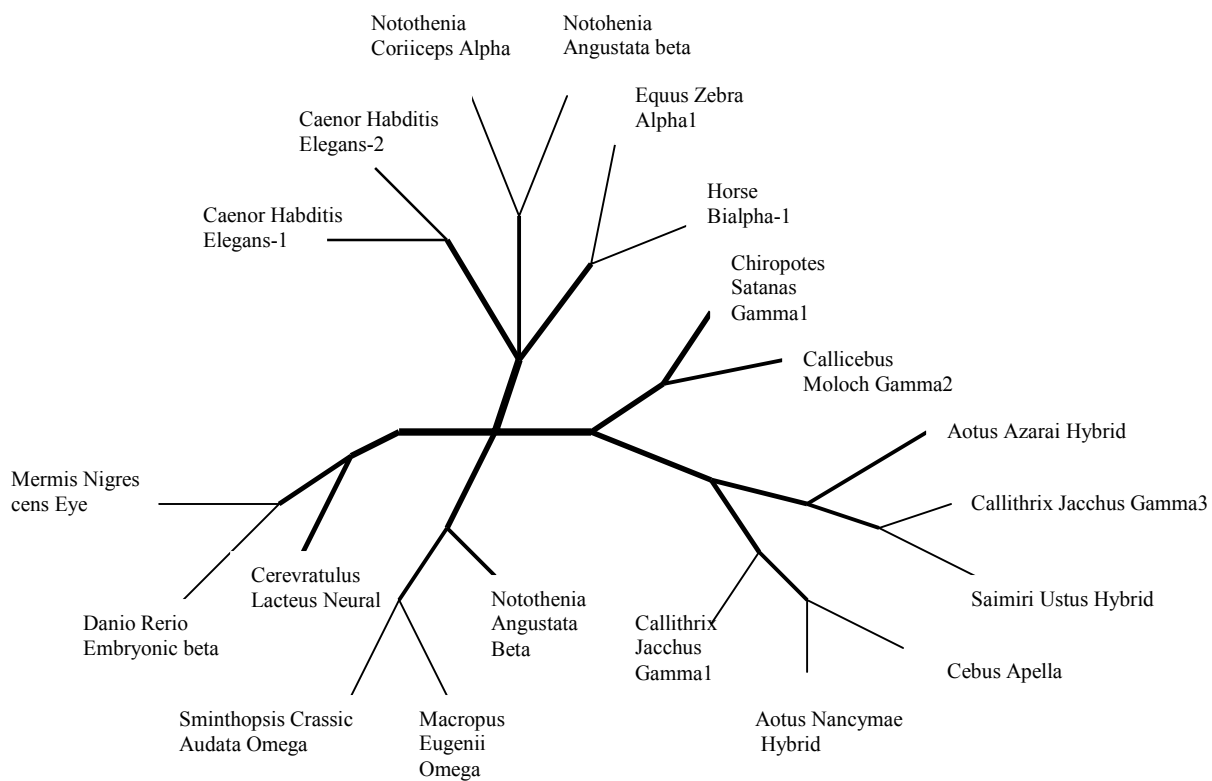 Notothenia
Coriiceps Alpha
Notohenia
Angustata beta
Equus Zebra
Alpha1
Caenor Habditis
Elegans-2
Horse
Bialpha-1
Caenor Habditis
Elegans-1
Chiropotes
Satanas
Gamma1
Callicebus
Moloch Gamma2
Aotus Azarai Hybrid
Mermis Nigres
cens Eye
Callithrix Jacchus Gamma3
Cerevratulus
Lacteus Neural
Notothenia
Angustata
Beta
Saimiri Ustus Hybrid
Danio Rerio
Embryonic beta
Callithrix
Jacchus
Gamma1
Cebus Apella
Sminthopsis Crassic
Audata Omega
Macropus
Eugenii
Omega
Aotus Nancymae
Hybrid